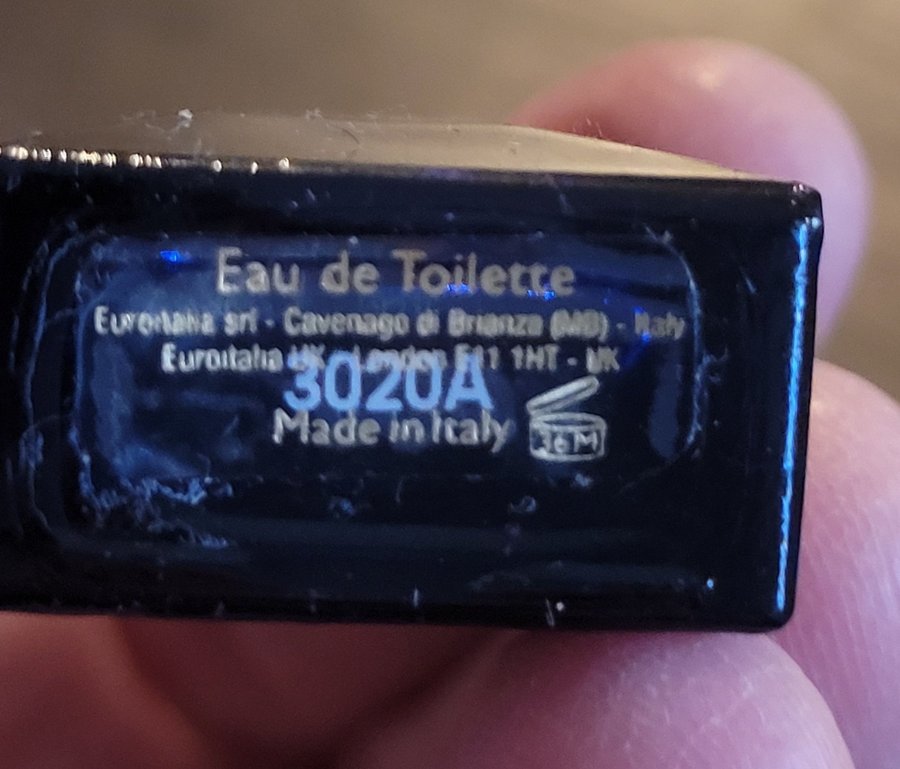 Eau de Toilette
Euroitalia srl - Cavenago di Brianza (MB) - Italy
Euroitalia UK - London E11 1HT - UK
3020A
Made in Italy
36M